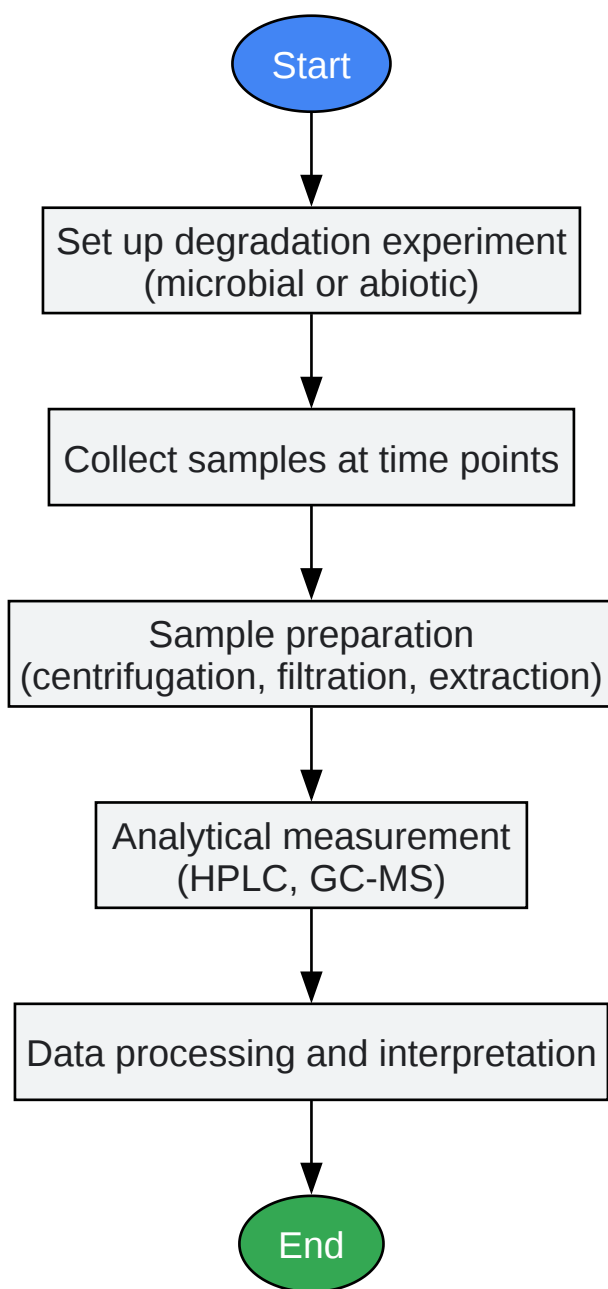 Start
Set up degradation experiment
(microbial or abiotic)
Collect samples at time points
Sample preparation
(centrifugation, filtration, extraction)
Analytical measurement
(HPLC, GC-MS)
Data processing and interpretation
End